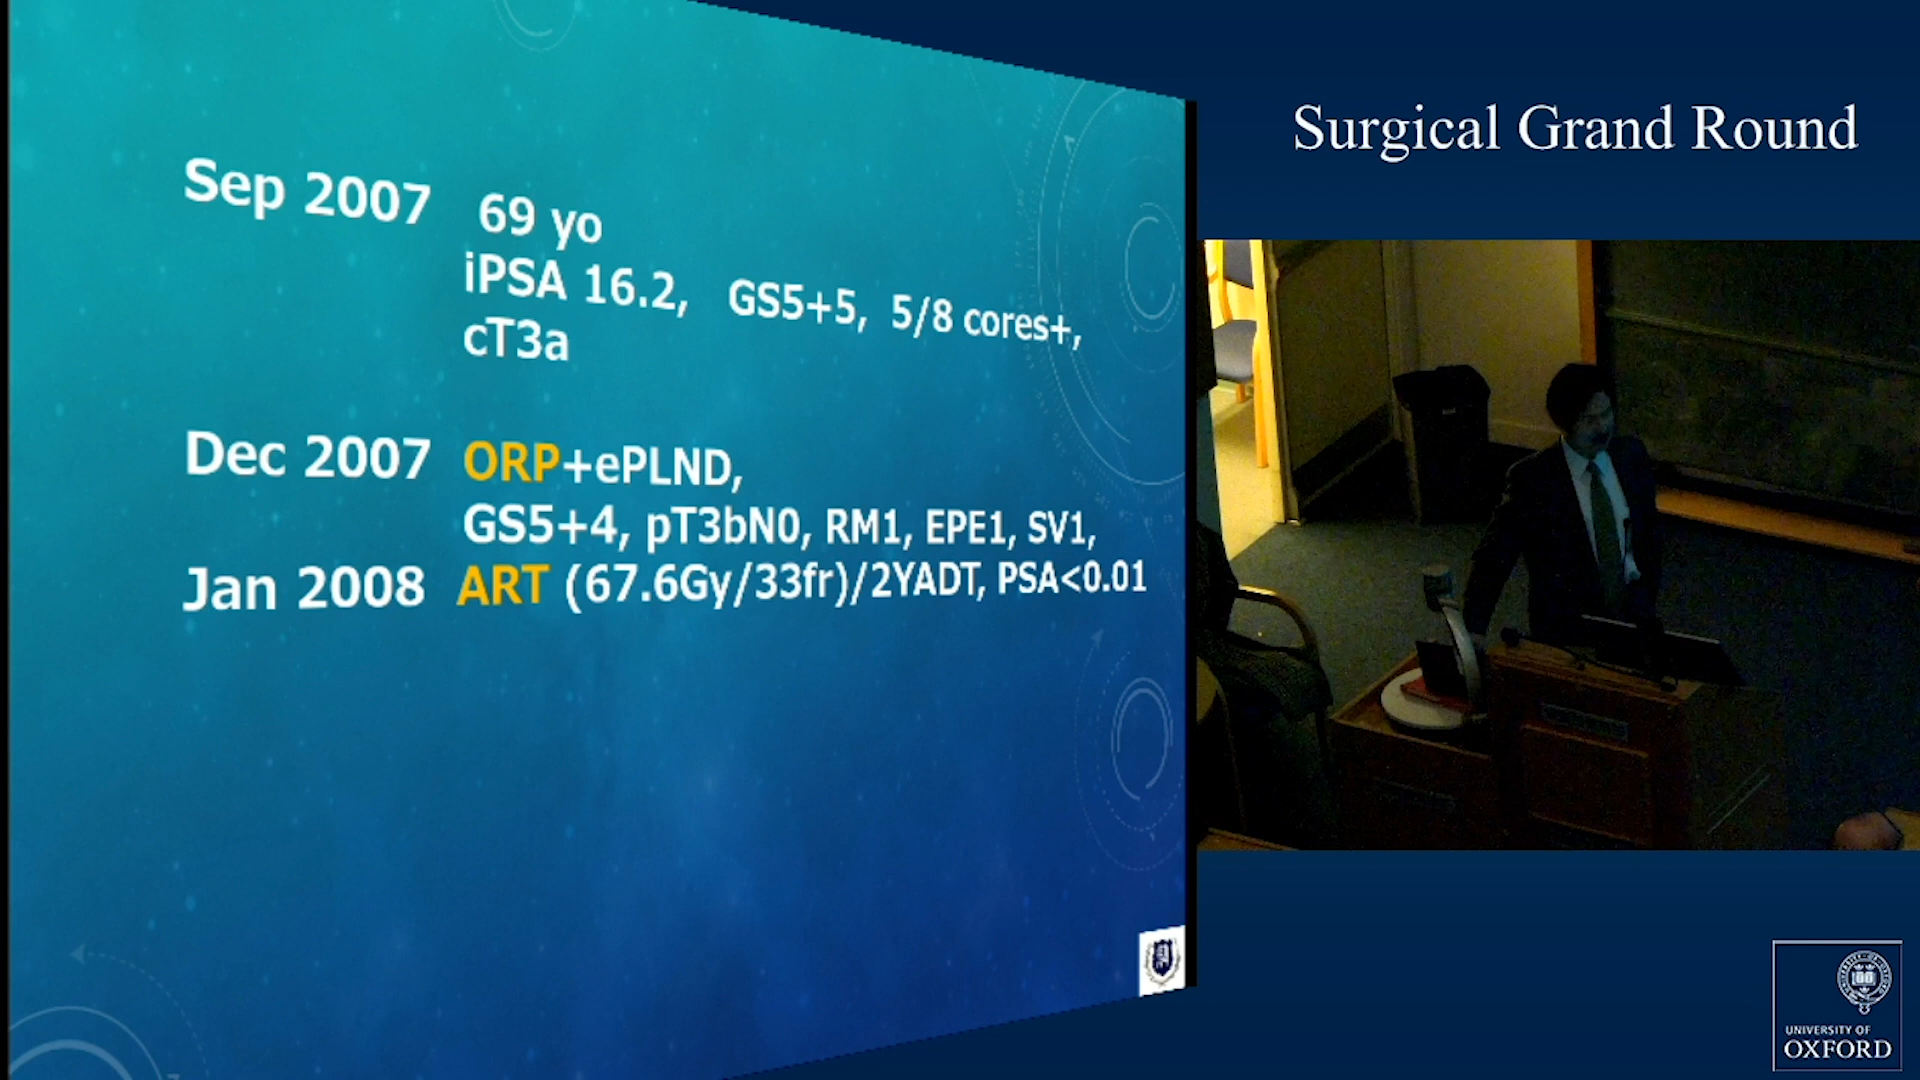 Sep 2007 69 yo
iPSA 16.2, GS5+5, 5/8 cores+,
cT3a
Dec 2007 ORP+ePLND,
GS5+4, pT3bN0, RM1, EPE1, SV1,
Jan 2008 ART (67.6Gy/33fr)/2YADT, PSA<0.01
Surgical Grand Round
UNIVERSITY OF
OXFORD